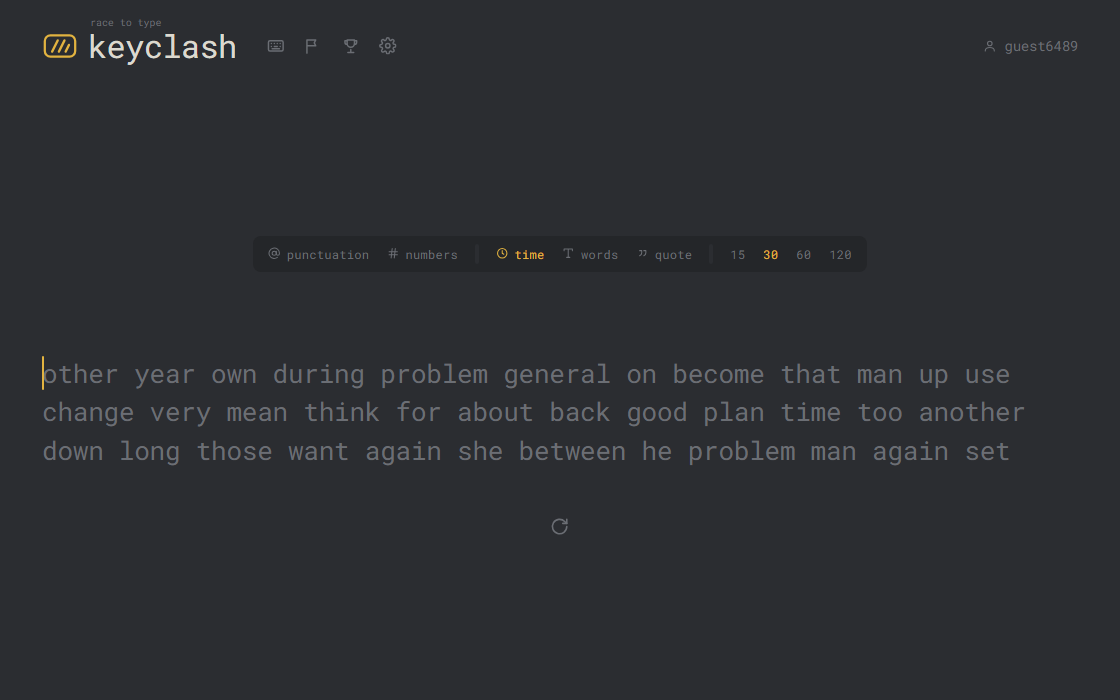 race to type
keyclash
guest6489
@ punctuation # numbers time T words " quote 15 30 60 120
other year own during problem general on become that man up use
change very mean think for about back good plan time too another
down long those want again she between he problem man again set